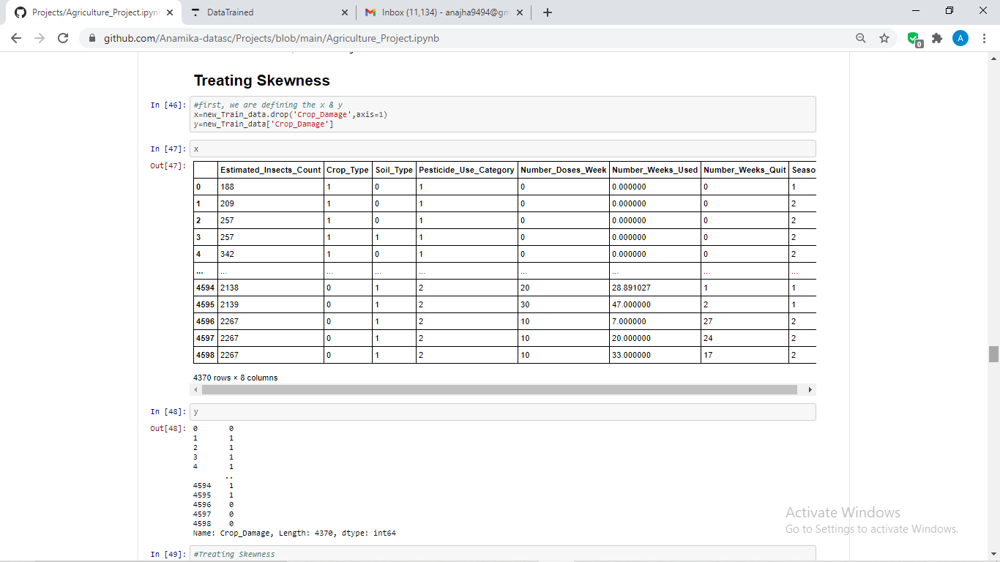 Projects/Agriculture_Project.ipyn
DataTrained
Inbox (11,134) - anajha9494@gm
github.com/Anamika-datasc/Projects/blob/main/Agriculture_Project.ipynb
0
A
Treating Skewness
In [46]: #first, we are defining the x & y
x=new_Train_data.drop('Crop_Damage',axis=1)
y=new_Train_data['Crop_Damage']
In [47]: x
Out[47]:
Estimated_Insects_Count Crop_Type Soil_Type Pesticide_Use_Category Number_Doses_Week Number_Weeks_Used Number_Weeks_Quit Seaso
0 188 1 0 1 0 0.000000 0 1
1 209 1 0 1 0 0.000000 0 2
2 257 1 0 1 0 0.000000 0 2
3 257 1 1 1 0 0.000000 0 2
4 342 1 0 1 0 0.000000 0 2
... ... ... ... ... ... ... ... ...
4594 2138 0 1 2 20 28.891027 1 1
4595 2139 0 1 2 30 47.000000 2 1
4596 2267 0 1 2 10 7.000000 27 2
4597 2267 0 1 2 10 20.000000 24 2
4598 2267 0 1 2 10 33.000000 17 2
4370 rows × 8 columns
In [48]: y
Out[48]: 0 0
1 1
2 1
3 1
4 1
..
4594 1
4595 1
4596 0
4597 0
4598 0
Name: Crop_Damage, Length: 4370, dtype: int64
In [49]: #Treating Skewness
Activate Windows
Go to Settings to activate Windows.